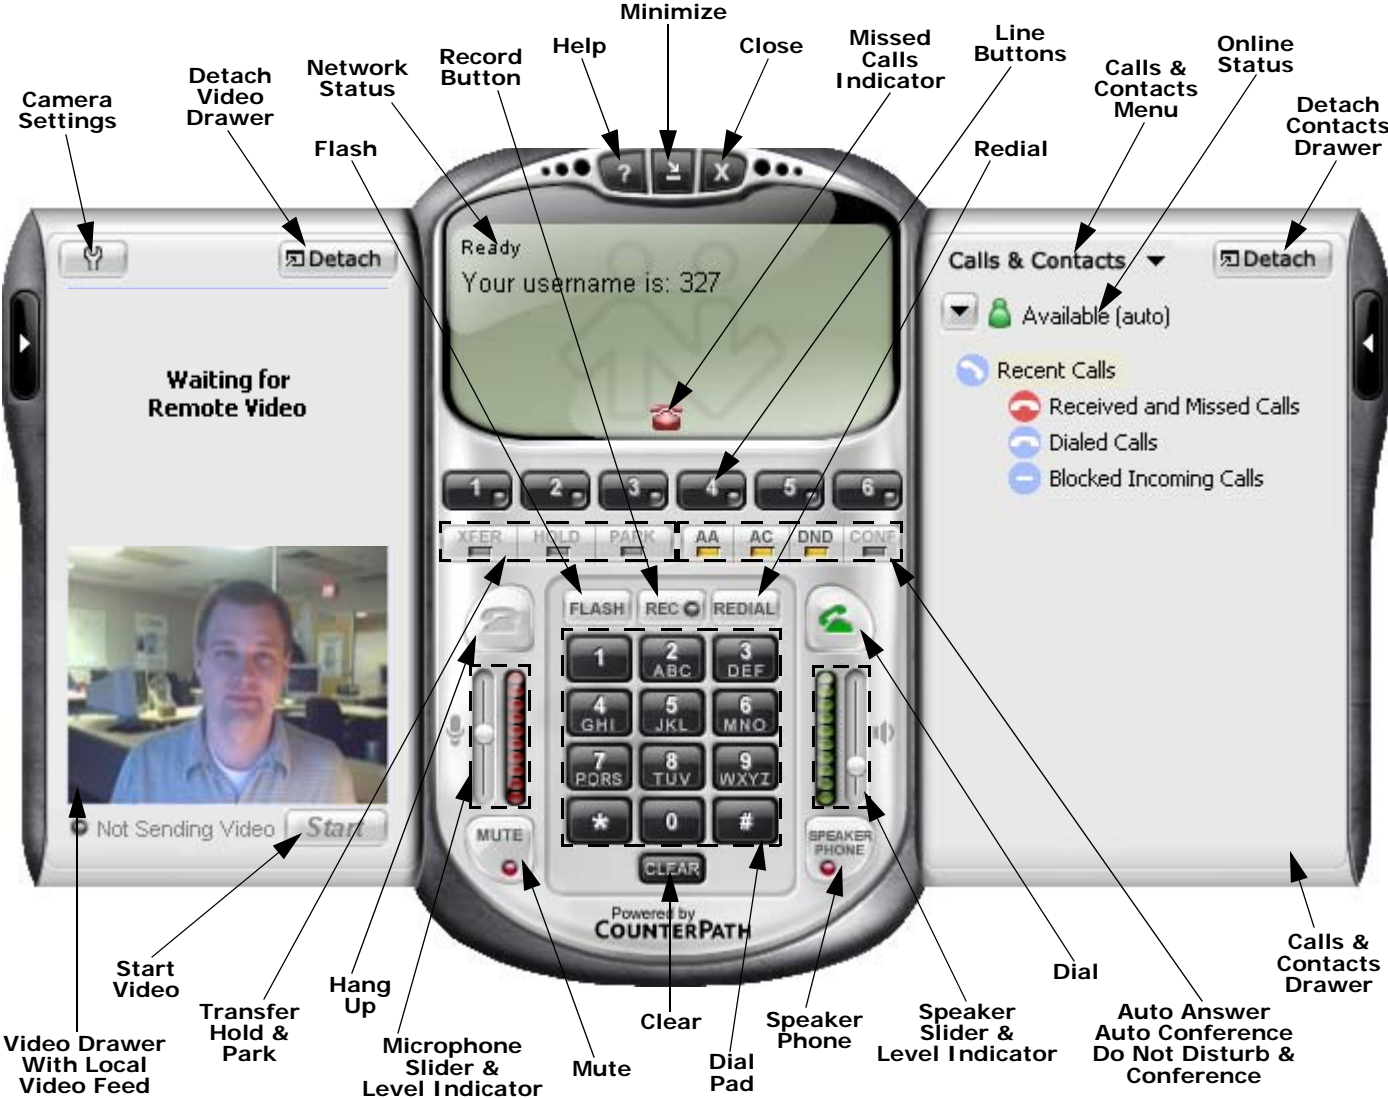 Minimize
Help
Close
Record
Button
Missed
Calls
Indicator
Line
Buttons
Online
Status
Network
Status
Detach
Video
Drawer
Calls &
Contacts
Menu
Camera
Settings
Detach
Contacts
Drawer
Flash
Redial
? X
Detach
Ready
Your username is: 327
Calls & Contacts
Detach
Available (auto)
Waiting for
Remote Video
Recent Calls
Received and Missed Calls
Dialed Calls
Blocked Incoming Calls
1 2 3 4 5 6
XFER HOLD PARK AA AC DND CONF
FLASH REC REDIAL
1 2 3
ABC DEF
4 5 6
GHI JKL MNO
7 8 9
PQRS TUV WXYZ
* 0 #
MUTE
SPEAKER
PHONE
CLEAR
Not Sending Video Start
Powered by
COUNTERPATH
Start
Video
Transfer
Hold &
Park
Hang
Up
Video Drawer
With Local
Video Feed
Microphone
Slider &
Level Indicator
Mute
Clear
Dial
Pad
Speaker
Phone
Speaker
Slider &
Level Indicator
Dial
Auto Answer
Auto Conference
Do Not Disturb &
Conference
Calls &
Contacts
Drawer